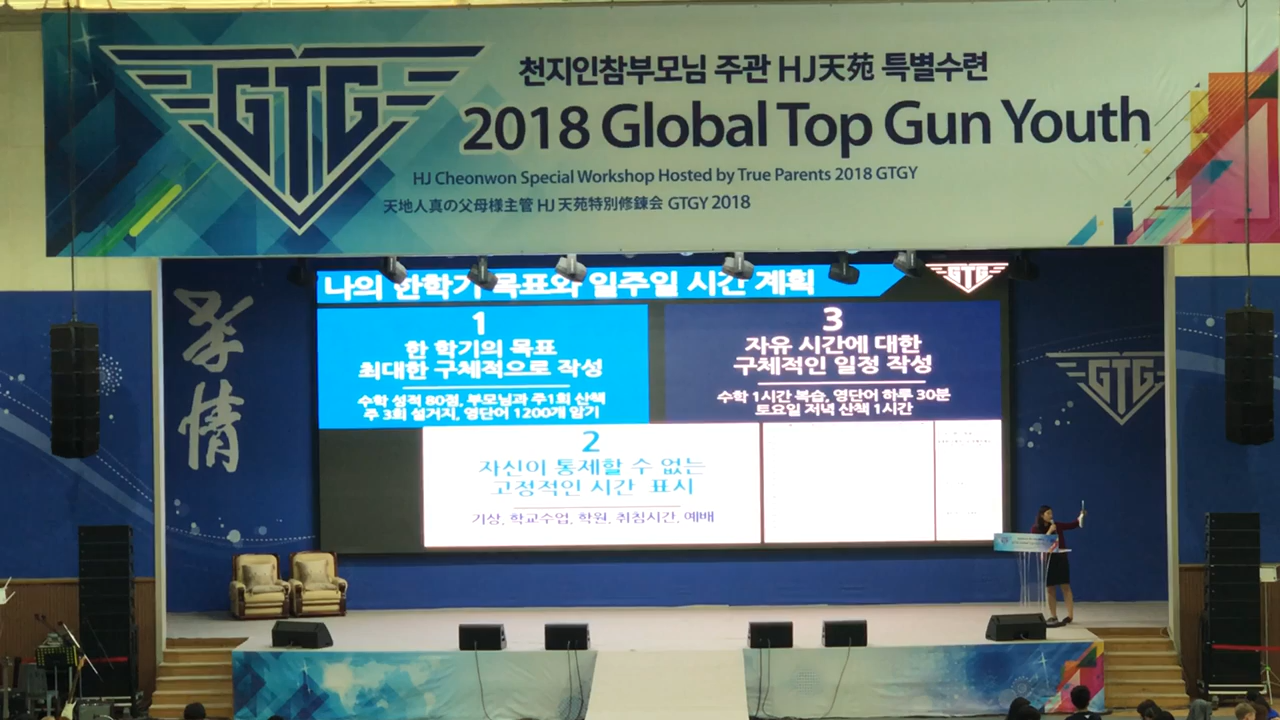 GTG
천지인참부모님 주관 HJ天苑 특별수련
2018 Global Top Gun Youth
HJ Cheonwon Special Workshop Hosted by True Parents 2018 GTGY
天地人真の父母様主管 HJ 天苑特別修錬会 GTGY 2018
나의 한학기 목표와 일주일 시간 계획
GTG
1
한 학기의 목표
최대한 구체적으로 작성
수학 성적 80점, 부모님과 주1회 산책
주 3회 설거지, 영단어 1200개 암기
3
자유 시간에 대한
구체적인 일정 작성
수학 1시간 복습, 영단어 하루 30분
토요일 저녁 산책 1시간
2
자신이 통제할 수 없는
고정적인 시간 표시
기상, 학교수업, 학원, 취침시간, 예배
孝情
GTG